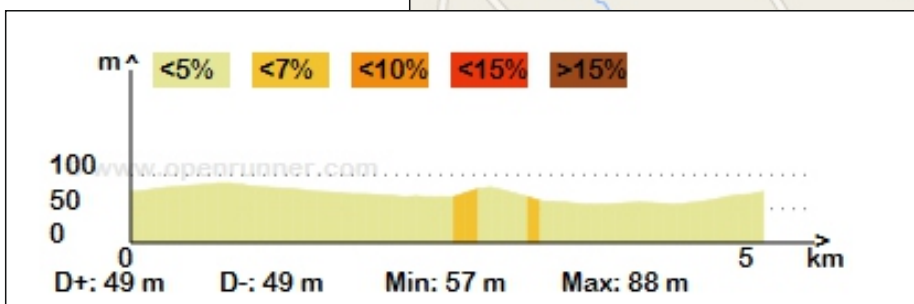 m ^ <5% <7% <10% <15% >15%
100 www.openrunner.com
50
0
0 5 > km
D+: 49 m D-: 49 m Min: 57 m Max: 88 m